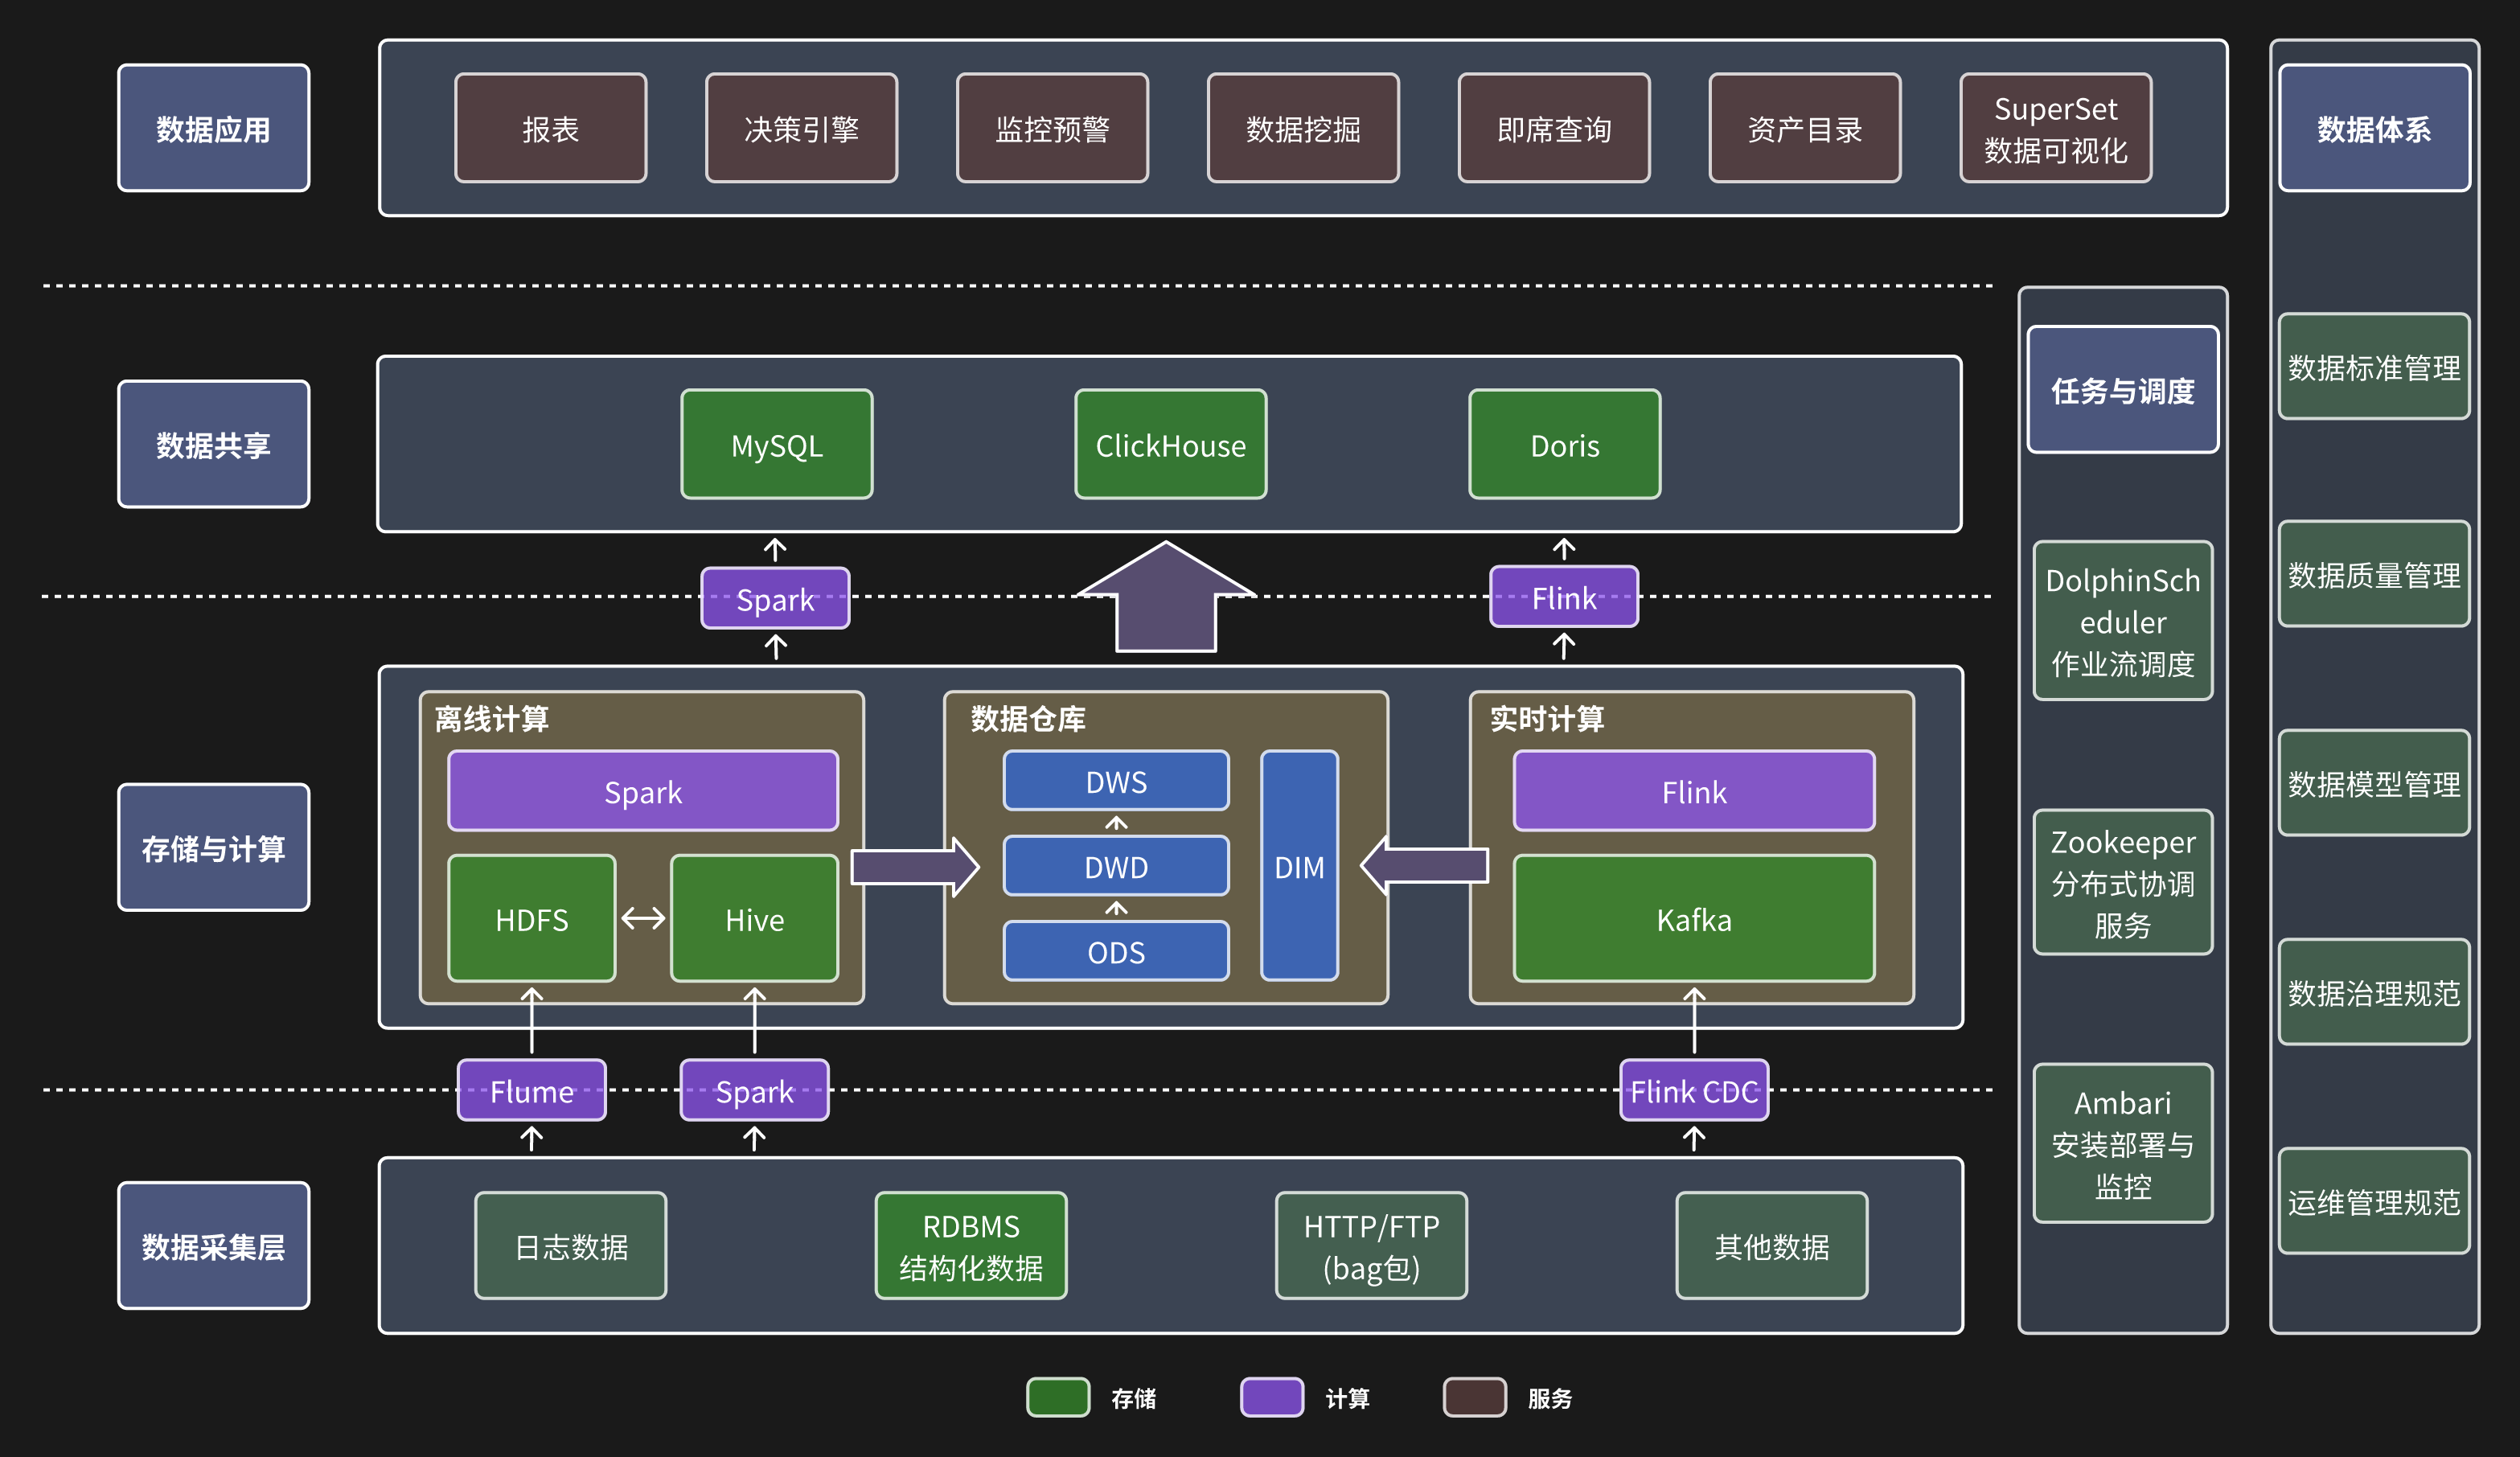 数据应用
报表
决策引擎
监控预警
数据挖掘
即席查询
资产目录
SuperSet
数据可视化
数据共享
MySQL
ClickHouse
Doris
Spark
Flink
存储与计算
离线计算
Spark
HDFS
Hive
数据仓库
DWS
DWD
ODS
DIM
实时计算
Flink
Kafka
Flume
Spark
Flink CDC
数据采集层
日志数据
RDBMS
结构化数据
HTTP/FTP
(bag包)
其他数据
任务与调度
DolphinSch
eduler
作业流调度
Zookeeper
分布式协调
服务
Ambari
安装部署与
监控
数据体系
数据标准管理
数据质量管理
数据模型管理
数据治理规范
运维管理规范
存储
计算
服务